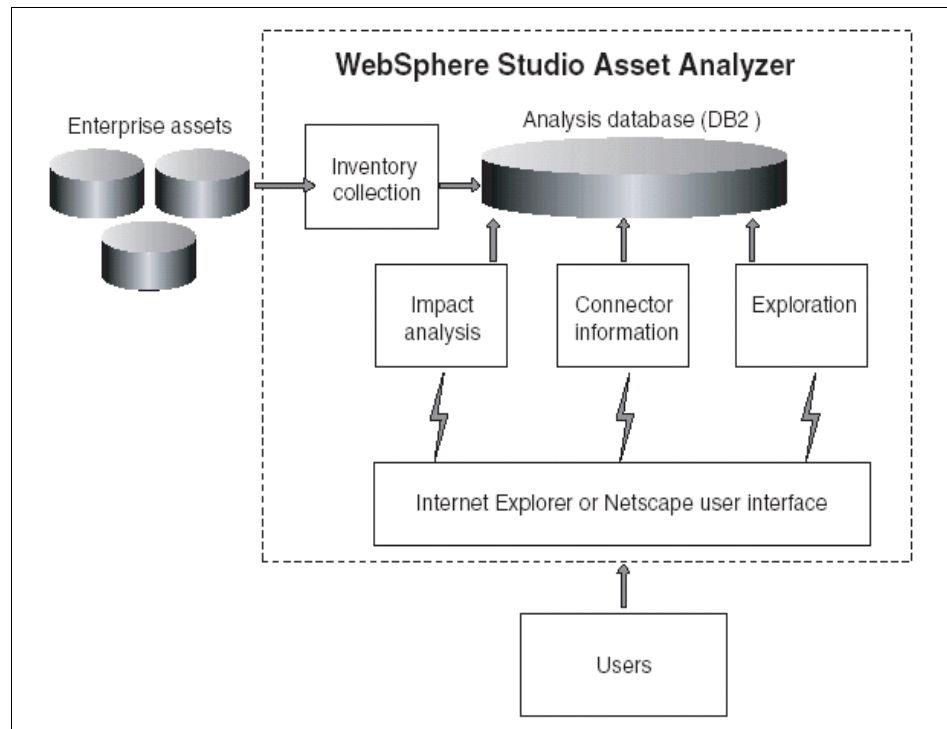 WebSphere Studio Asset Analyzer
Enterprise assets
Inventory
collection
Analysis database (DB2 )
Impact
analysis
Connector
information
Exploration
Internet Explorer or Netscape user interface
Users